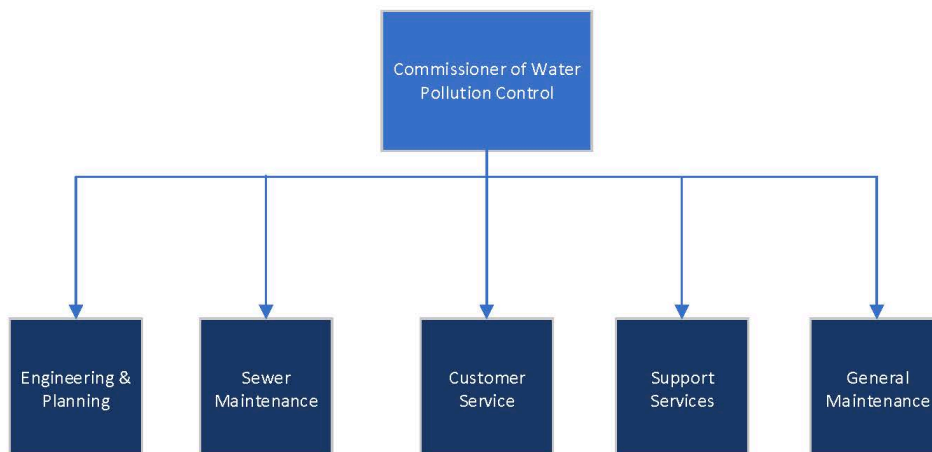 Commissioner of Water
Pollution Control
Engineering &
Planning
Sewer
Maintenance
Customer
Service
Support
Services
General
Maintenance